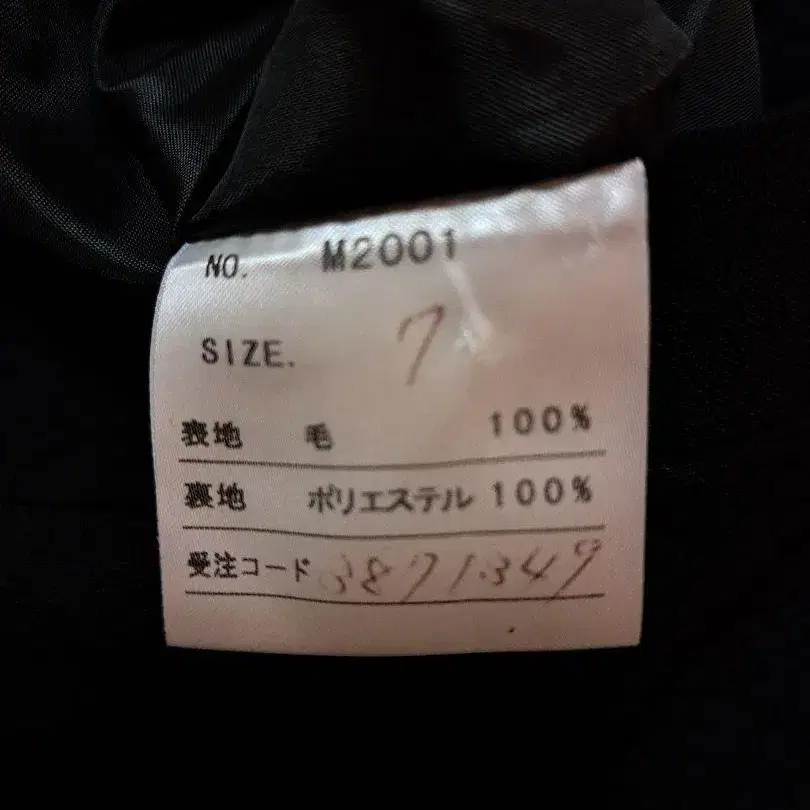 NO. M2001
SIZE. 7
表地 毛 100%
裏地 ポリエステル 100%
受注コード 3871349